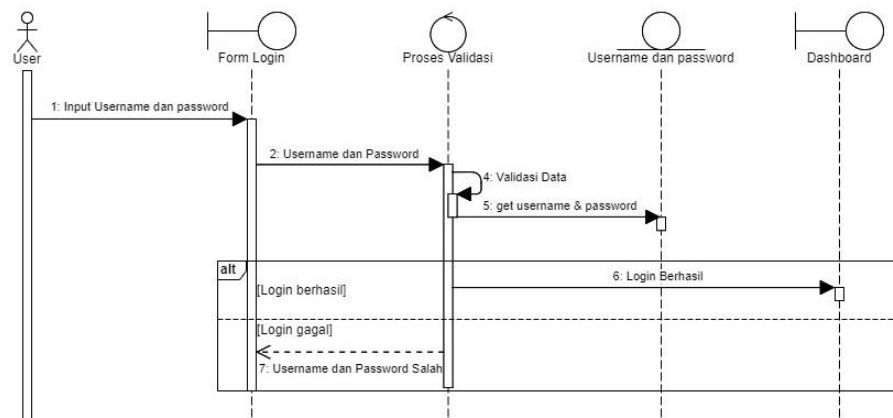 User
Form Login
Proses Validasi
Username dan password
Dashboard
1: Input Username dan password
2: Username dan Password
4: Validasi Data
5: get username & password
alt
6: Login Berhasil
[Login berhasil]
[Login gagal]
7: Username dan Password Salah